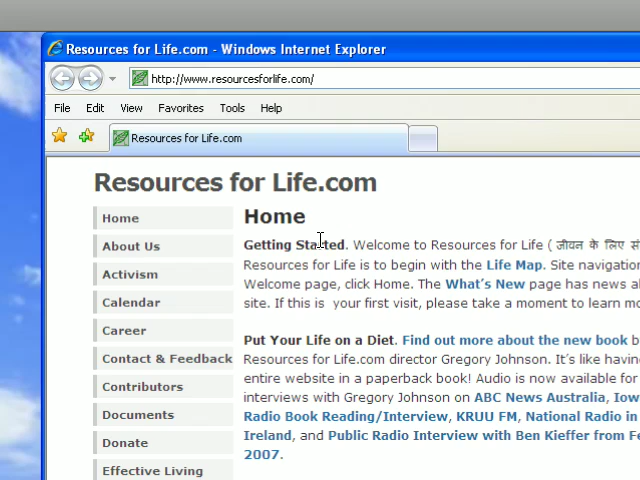 Resources for Life.com - Windows Internet Explorer
http://www.resourcesforlife.com/
File Edit View Favorites Tools Help
Resources for Life.com
Resources for Life.com
Home
About Us
Activism
Calendar
Career
Contact & Feedback
Contributors
Documents
Donate
Effective Living
Home
Getting Started. Welcome to Resources for Life ( जीवन के लिए
Resources for Life is to begin with the Life Map. Site navigation
Welcome page, click Home. The What's New page has news
site. If this is your first visit, please take a moment to learn
Put Your Life on a Diet. Find out more about the new book
Resources for Life.com director Gregory Johnson. It's like having
entire website in a paperback book! Audio is now available for
interviews with Gregory Johnson on ABC News Australia,
Radio Book Reading/Interview, KRUU FM, National Radio in
Ireland, and Public Radio Interview with Ben Kieffer from
2007.